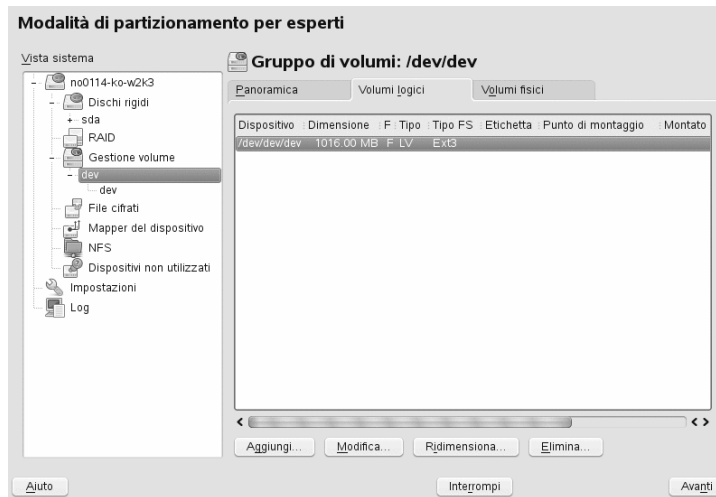 Modalità di partizionamento per esperti
Vista sistema
no0114-ko-w2k3
Dischi rigidi
sda
RAID
Gestione volume
dev
dev
File cifrati
Mapper del dispositivo
NFS
Dispositivi non utilizzati
Impostazioni
Log
Gruppo di volumi: /dev/dev
Panoramica Volumi logici Volumi fisici
Dispositivo Dimensione F Tipo Tipo FS Etichetta Punto di montaggio Montato
/dev/dev/dev 1016.00 MB F LV Ext3
Aggiungi... Modifica... Ridimensiona... Elimina...
Aiuto Interrompi Avanti